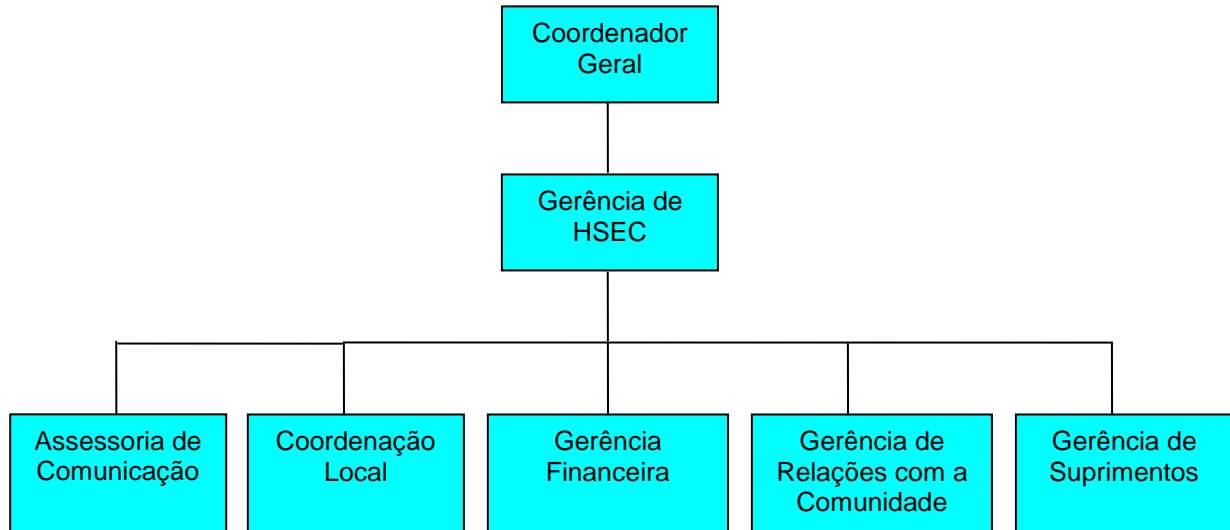 Coordenador
Geral
Gerência de
HSEC
Assessoria de
Comunicação
Coordenação
Local
Gerência
Financeira
Gerência de
Relações com a
Comunidade
Gerência de
Suprimentos